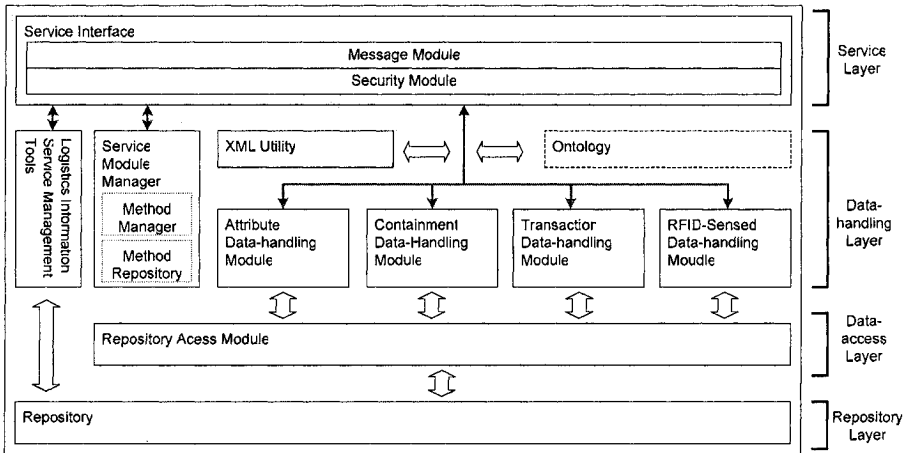 Service Interface
Message Module
Security Module
Service
Layer
Logistics Information
Service Management
Tools
Service
Module
Manager
Method
Manager
Method
Repository
XML Utility
Ontology
Attribute
Data-handling
Module
Containment
Data-Handling
Module
Transaction
Data-handling
Module
RFID-Sensed
Data-handling
Moudle
Data-
handling
Layer
Repository Acess Module
Data-
access
Layer
Repository
Repository
Layer